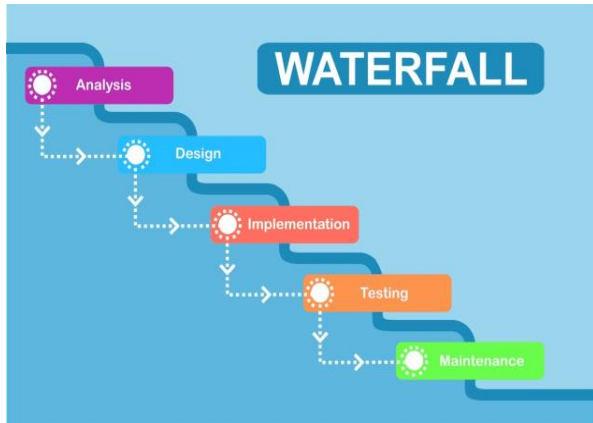 WATERFALL
Analysis
Design
Implementation
Testing
Maintenance